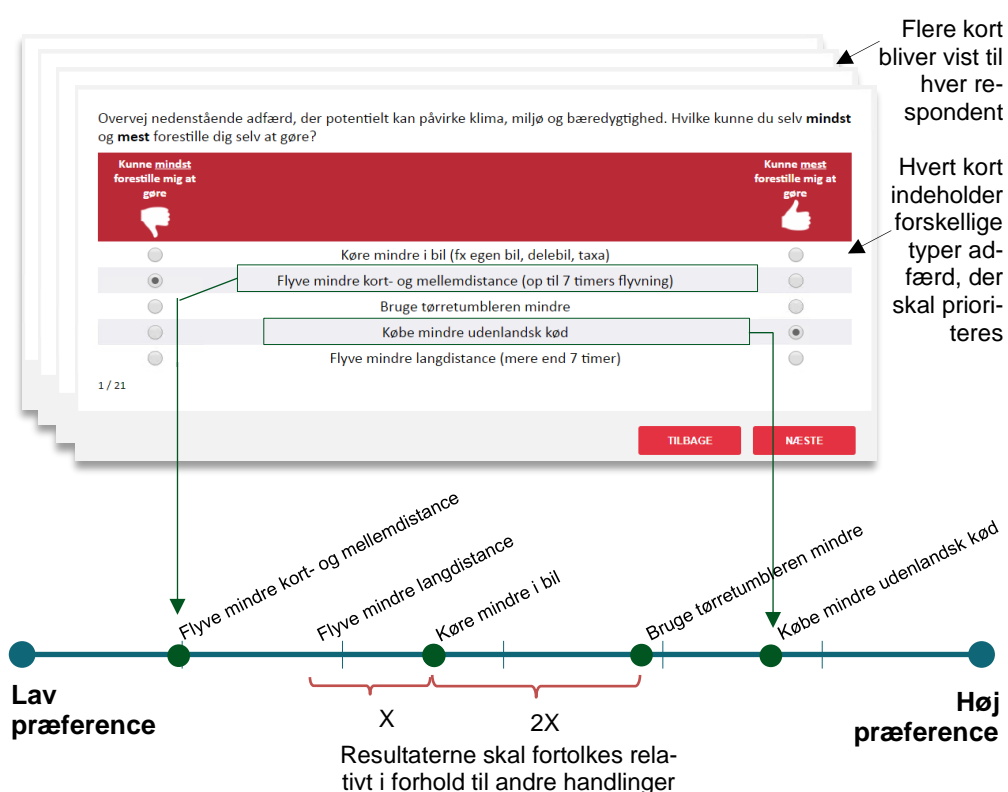 Flere kort
bliver vist til
hver re-
spondent
Overvej nedenstående adfærd, der potentielt kan påvirke klima, miljø og bæredygtighed. Hvilke kunne du selv mindst
og mest forestille dig selv at gøre?
Kunne mindst
forestille mig at
gøre
Kunne mest
forestille mig at
gøre
Hvert kort
indeholder
forskellige
typer ad-
færd, der
skal priori-
teres
Køre mindre i bil (fx egen bil, delebil, taxa)
Flyve mindre kort- og mellemdistance (op til 7 timers flyvning)
Bruge tørretumbleren mindre
Købe mindre udenlandsk kød
Flyve mindre langdistance (mere end 7 timer)
1 / 21
TILBAGE
NÆSTE
Flyve mindre kort- og mellemdistance
Flyve mindre langdistance
Køre mindre i bil
Bruge tørretumbleren mindre
Købe mindre udenlandsk kød
Lav
præference
Høj
præference
X
2X
Resultaterne skal fortolkes rela-
tivt i forhold til andre handlinger